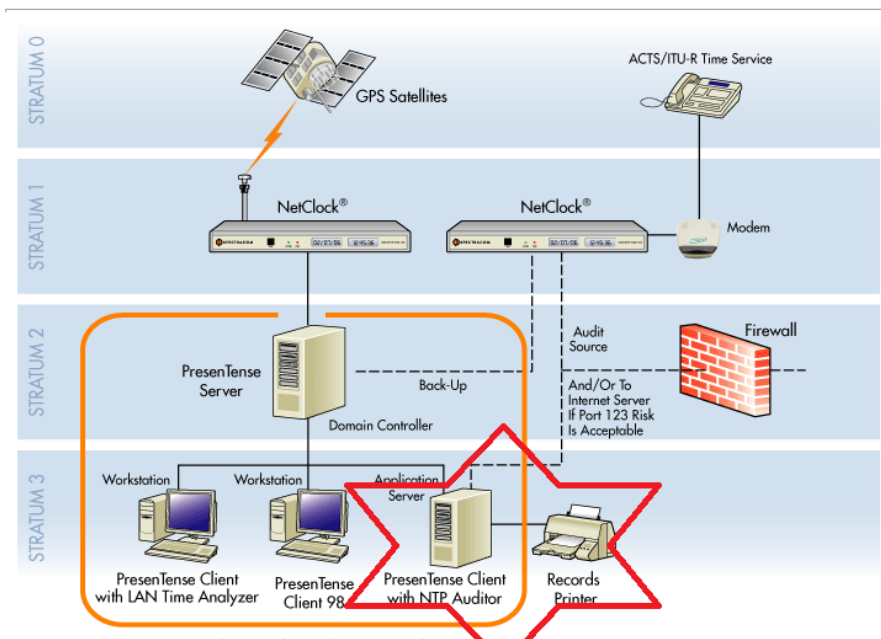 STRATUM 0
GPS Satellites
ACTS/ITU-R Time Service
STRATUM 1
NetClock®
NetClock®
Modem
SPECTRACOM
SPECTRACOM
STRATUM 2
PresenTense
Server
Domain Controller
Back-Up
Audit
Source
And/Or To
Internet Server
If Port 123 Risk
Is Acceptable
Firewall
STRATUM 3
Workstation
Workstation
Application
Server
PresenTense Client
with LAN Time Analyzer
PresenTense
Client 98
PresenTense Client
with NTP Auditor
Records
Printer